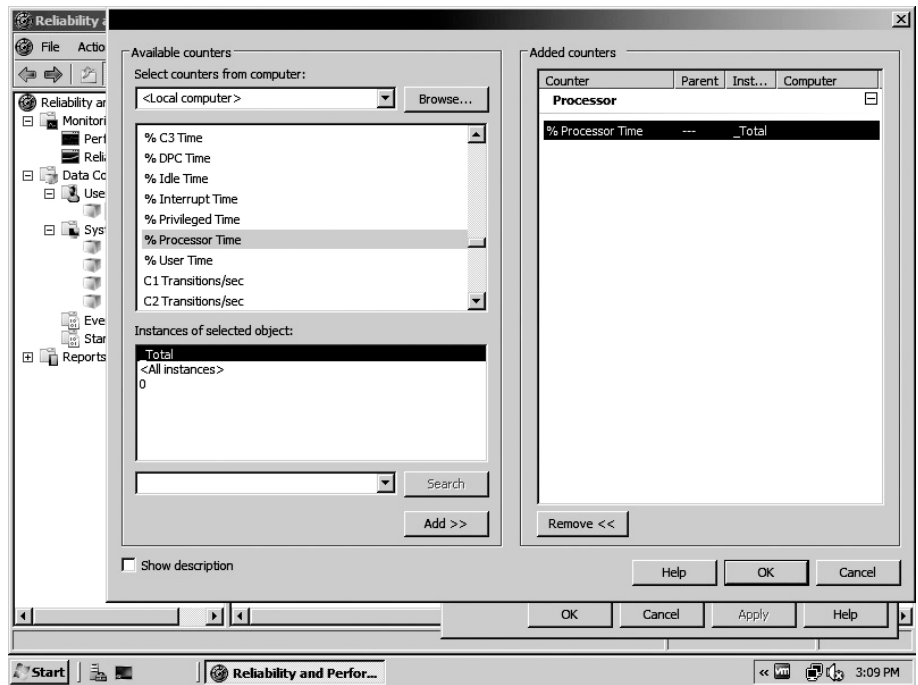 Reliability a
File Actio
Reliability ar
Monitori
Perf
Relia
Data Co
Use
Sys
Eve
Star
Reports
Available counters
Select counters from computer:
<Local computer>
Browse...
% C3 Time
% DPC Time
% Idle Time
% Interrupt Time
% Privileged Time
% Processor Time
% User Time
C1 Transitions/sec
C2 Transitions/sec
Instances of selected object:
_Total
<All instances>
0
Search
Add >>
Show description
Added counters
Counter Parent Inst... Computer
Processor
% Processor Time --- _Total
Remove <<
Help OK Cancel
OK Cancel Apply Help
Start
Reliability and Perfor...
« vm 3:09 PM